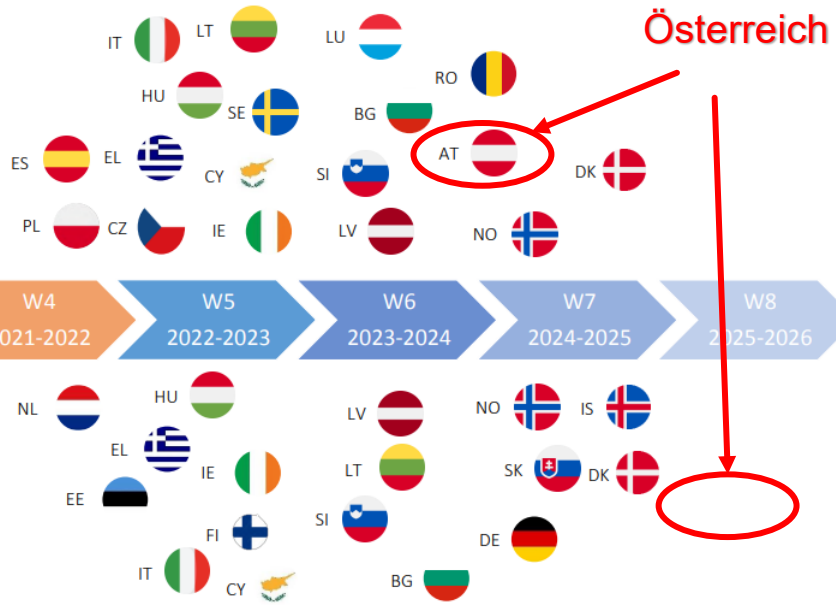 Österreich
IT
LT
LU
RO
HU
SE
BG
AT
ES
EL
CY
SI
DK
PL
CZ
IE
LV
NO
W4
021-2022
W5
2022-2023
W6
2023-2024
W7
2024-2025
W8
2025-2026
NL
HU
LV
NO
IS
EL
IE
LT
SK
DK
EE
FI
SI
DE
IT
CY
BG